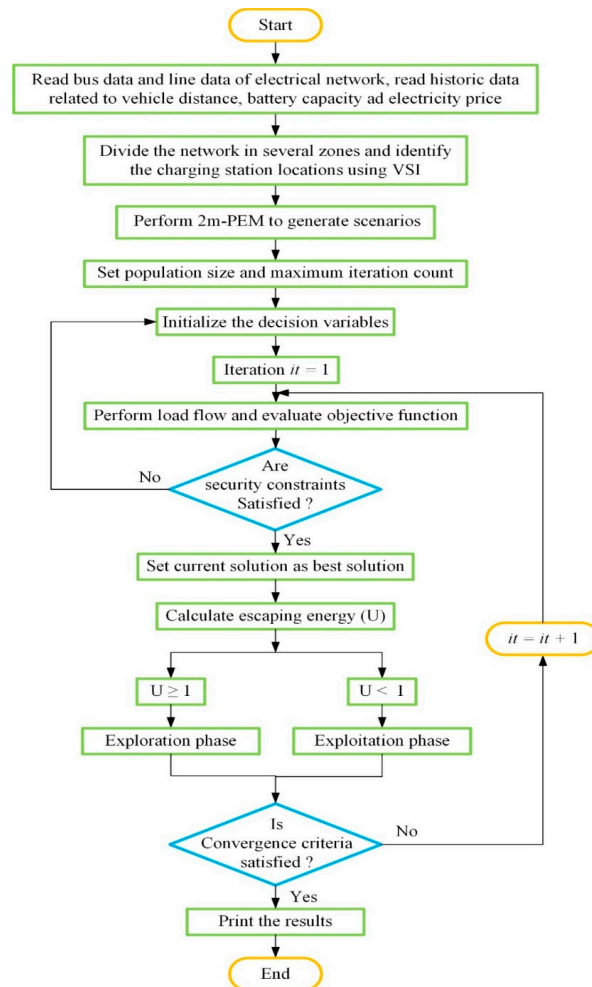 Start
Read bus data and line data of electrical network, read historic data
related to vehicle distance, battery capacity ad electricity price
Divide the network in several zones and identify
the charging station locations using VSI
Perform 2m-PEM to generate scenarios
Set population size and maximum iteration count
Initialize the decision variables
Iteration it = 1
Perform load flow and evaluate objective function
No
Are
security constraints
Satisfied ?
Yes
Set current solution as best solution
Calculate escaping energy (U)
it = it + 1
U ≥ 1
U < 1
Exploration phase
Exploitation phase
Is
Convergence criteria
satisfied ?
No
Yes
Print the results
End